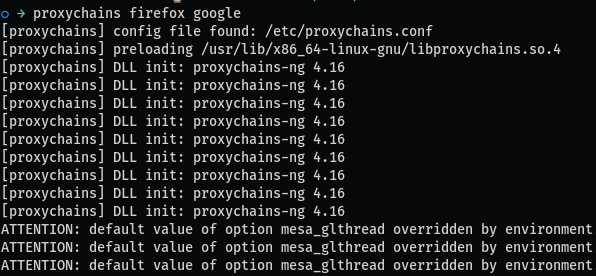 ○ → proxychains firefox google
[proxychains] config file found: /etc/proxychains.conf
[proxychains] preloading /usr/lib/x86_64-linux-gnu/libproxychains.so.4
[proxychains] DLL init: proxychains-ng 4.16
[proxychains] DLL init: proxychains-ng 4.16
[proxychains] DLL init: proxychains-ng 4.16
[proxychains] DLL init: proxychains-ng 4.16
[proxychains] DLL init: proxychains-ng 4.16
[proxychains] DLL init: proxychains-ng 4.16
[proxychains] DLL init: proxychains-ng 4.16
[proxychains] DLL init: proxychains-ng 4.16
[proxychains] DLL init: proxychains-ng 4.16
ATTENTION: default value of option mesa_glthread overridden by environment
ATTENTION: default value of option mesa_glthread overridden by environment
ATTENTION: default value of option mesa_glthread overridden by environment